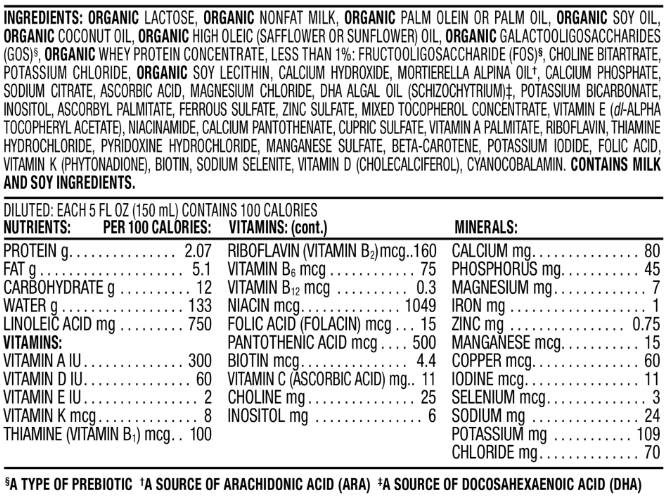 INGREDIENTS: ORGANIC LACTOSE, ORGANIC NONFAT MILK, ORGANIC PALM OLEIN OR PALM OIL, ORGANIC SOY OIL,
ORGANIC COCONUT OIL, ORGANIC HIGH OLEIC (SAFFLOWER OR SUNFLOWER) OIL, ORGANIC GALACTOOLIGOSACCHARIDES
(GOS)§, ORGANIC WHEY PROTEIN CONCENTRATE, LESS THAN 1%: FRUCTOOLIGOSACCHARIDE (FOS)§, CHOLINE BITARTRATE,
POTASSIUM CHLORIDE, ORGANIC SOY LECITHIN, CALCIUM HYDROXIDE, MORTIERELLA ALPINA OIL†, CALCIUM PHOSPHATE,
SODIUM CITRATE, ASCORBIC ACID, MAGNESIUM CHLORIDE, DHA ALGAL OIL (SCHIZOCHYTRIUM)‡, POTASSIUM BICARBONATE,
INOSITOL, ASCORBYL PALMITATE, FERROUS SULFATE, ZINC SULFATE, MIXED TOCOPHEROL CONCENTRATE, VITAMIN E (dl-ALPHA
TOCOPHERYL ACETATE), NIACINAMIDE, CALCIUM PANTOTHENATE, CUPRIC SULFATE, VITAMIN A PALMITATE, RIBOFLAVIN, THIAMINE
HYDROCHLORIDE, PYRIDOXINE HYDROCHLORIDE, MANGANESE SULFATE, BETA-CAROTENE, POTASSIUM IODIDE, FOLIC ACID,
VITAMIN K (PHYTONADIONE), BIOTIN, SODIUM SELENITE, VITAMIN D (CHOLECALCIFEROL), CYANOCOBALAMIN. CONTAINS MILK
AND SOY INGREDIENTS.
DILUTED: EACH 5 FL OZ (150 mL) CONTAINS 100 CALORIES
NUTRIENTS: PER 100 CALORIES:
PROTEIN g. . . . . . . . . . . . . . . 2.07
FAT g . . . . . . . . . . . . . . . . . . . 5.1
CARBOHYDRATE g . . . . . . . . . 12
WATER g . . . . . . . . . . . . . . . . 133
LINOLEIC ACID mg . . . . . . . . . 750
VITAMINS:
VITAMIN A IU. . . . . . . . . . . . . . 300
VITAMIN D IU. . . . . . . . . . . . . . 60
VITAMIN E IU . . . . . . . . . . . . . . 2
VITAMIN K mcg . . . . . . . . . . . . 8
THIAMINE (VITAMIN B1) mcg. . 100
VITAMINS: (cont.)
RIBOFLAVIN (VITAMIN B2)mcg..160
VITAMIN B6 mcg . . . . . . . . . . . 75
VITAMIN B12 mcg . . . . . . . . . . 0.3
NIACIN mcg. . . . . . . . . . . . . . 1049
FOLIC ACID (FOLACIN) mcg . . 15
PANTOTHENIC ACID mcg . . . . 500
BIOTIN mcg. . . . . . . . . . . . . . . 4.4
VITAMIN C (ASCORBIC ACID) mg.. 11
CHOLINE mg . . . . . . . . . . . . . . 25
INOSITOL mg . . . . . . . . . . . . . . 6
MINERALS:
CALCIUM mg. . . . . . . . . . . . . . 80
PHOSPHORUS mg. . . . . . . . . . 45
MAGNESIUM mg . . . . . . . . . . . 7
IRON mg . . . . . . . . . . . . . . . . . 1
ZINC mg . . . . . . . . . . . . . . . . 0.75
MANGANESE mcg. . . . . . . . . . 15
COPPER mcg . . . . . . . . . . . . . 60
IODINE mcg . . . . . . . . . . . . . . 11
SELENIUM mcg . . . . . . . . . . . . 3
SODIUM mg . . . . . . . . . . . . . . 24
POTASSIUM mg . . . . . . . . . . . 109
CHLORIDE mg . . . . . . . . . . . . . 70
§A TYPE OF PREBIOTIC †A SOURCE OF ARACHIDONIC ACID (ARA) ‡A SOURCE OF DOCOSAHEXAENOIC ACID (DHA)